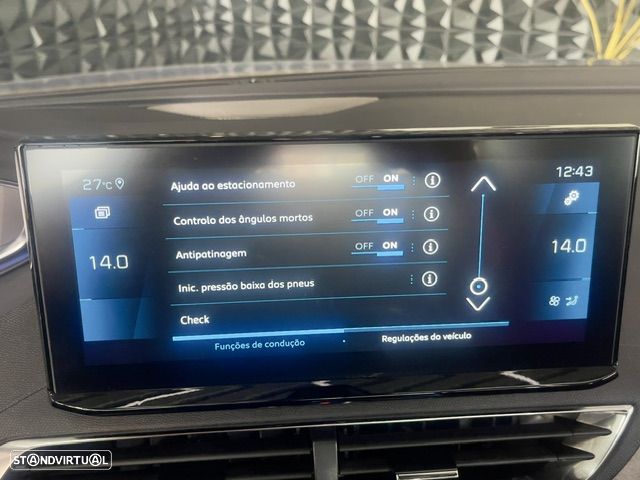 27°C
12:43
Ajuda ao estacionamento OFF ON
Controlo dos ângulos mortos OFF ON
Antipatinagem OFF ON
Inic. pressão baixa dos pneus
Check
14.0
14.0
Funções de condução
Regulações do veículo
STANDVIRTUAL